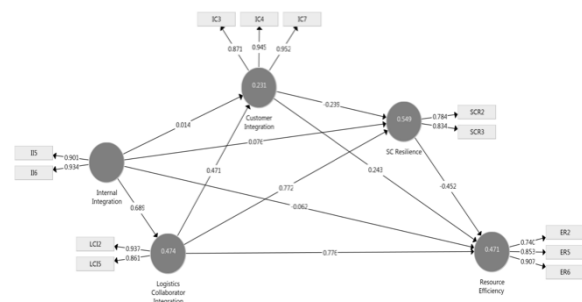 IC3 IC4 IC7
0.871 0.945 0.952
0.231
Customer
Integration
-0.235
0.549
SC Resilience
0.784 SCR2
0.834 SCR3
0.014
0.076
II5 0.901
II6 0.934
Internal
Integration
0.471
0.243
0.772
-0.452
0.685
-0.062
LCI2 0.937
LCI5 0.861
0.474
Logistics
Collaborator
Integration
0.776
0.471
Resource
Efficiency
0.740 ER2
0.853 ER5
0.907 ER6